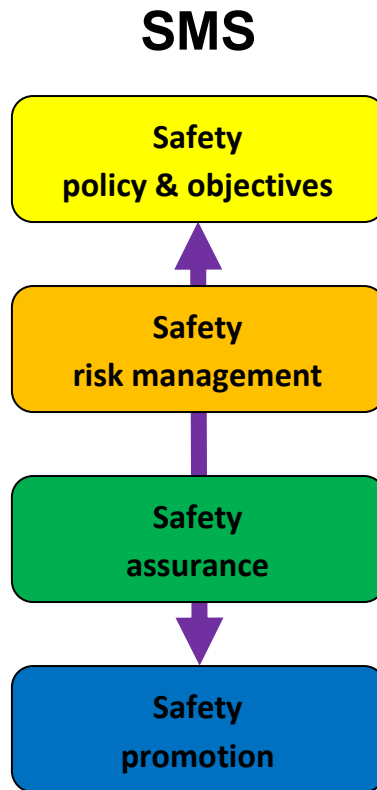 SMS
Safety
policy & objectives
Safety
risk management
Safety
assurance
Safety
promotion